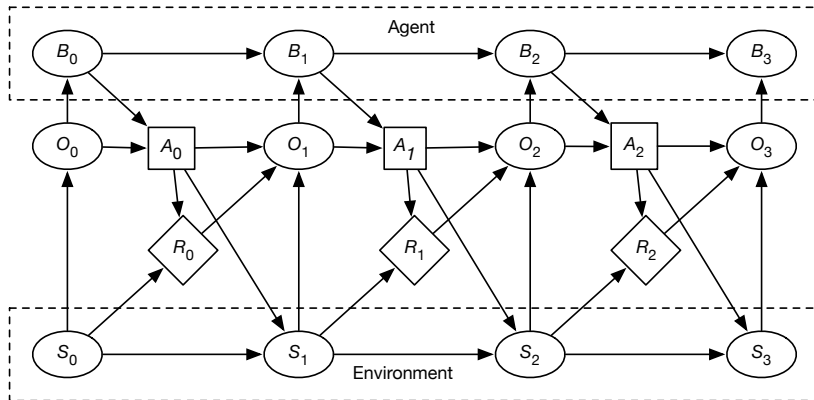 Agent
B0 B1 B2 B3
O0 A0 O1 A1 O2 A2 O3
R0 R1 R2
S0 S1 S2 S3
Environment